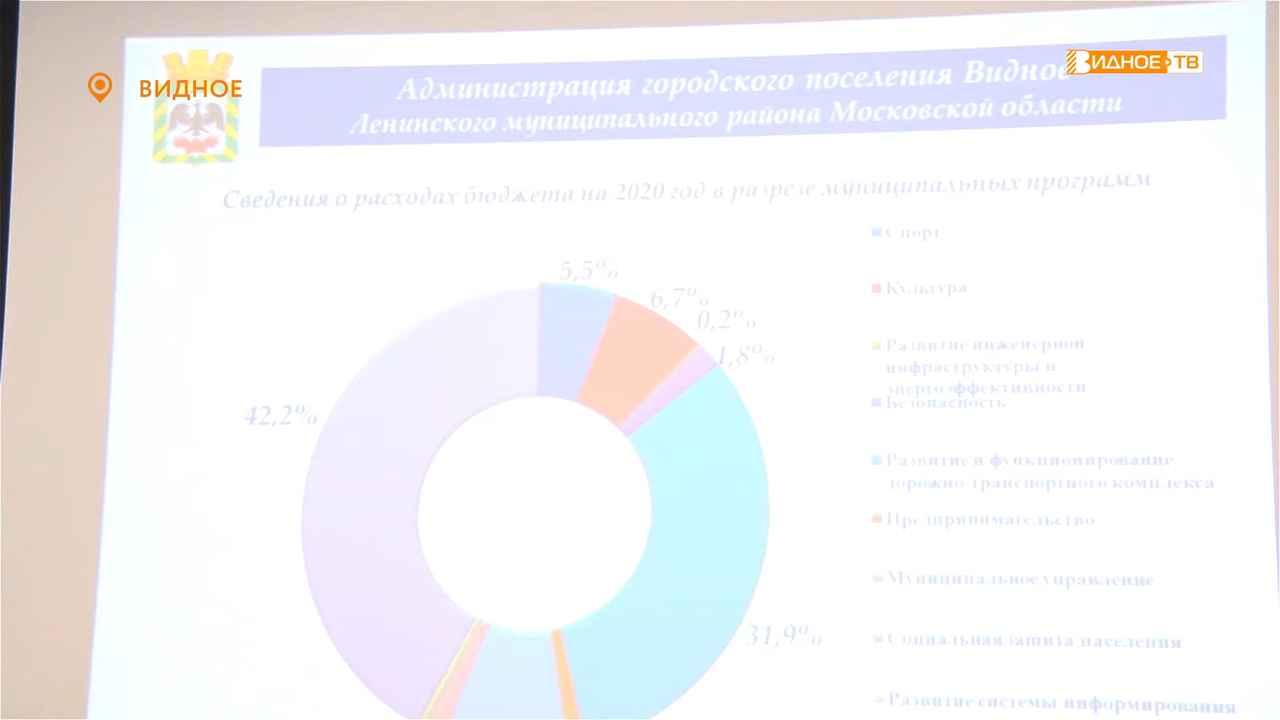 ВИДНОЕ
ВИДНОЕ ТВ
Администрация городского поселения Видное
Ленинского муниципального района Московской области
Сведения о расходах бюджета на 2020 год в разрезе муниципальных программ
5,5%
6,7%
0,2%
1,8%
42,2%
31,9%
Спорт
Культура
Развитие инженерной
инфраструктуры и
энергоэффективности
Безопасность
Развитие и функционирование
дорожно-транспортного комплекса
Предпринимательство
Муниципальное управление
Социальная защита населения
Развитие системы информирования